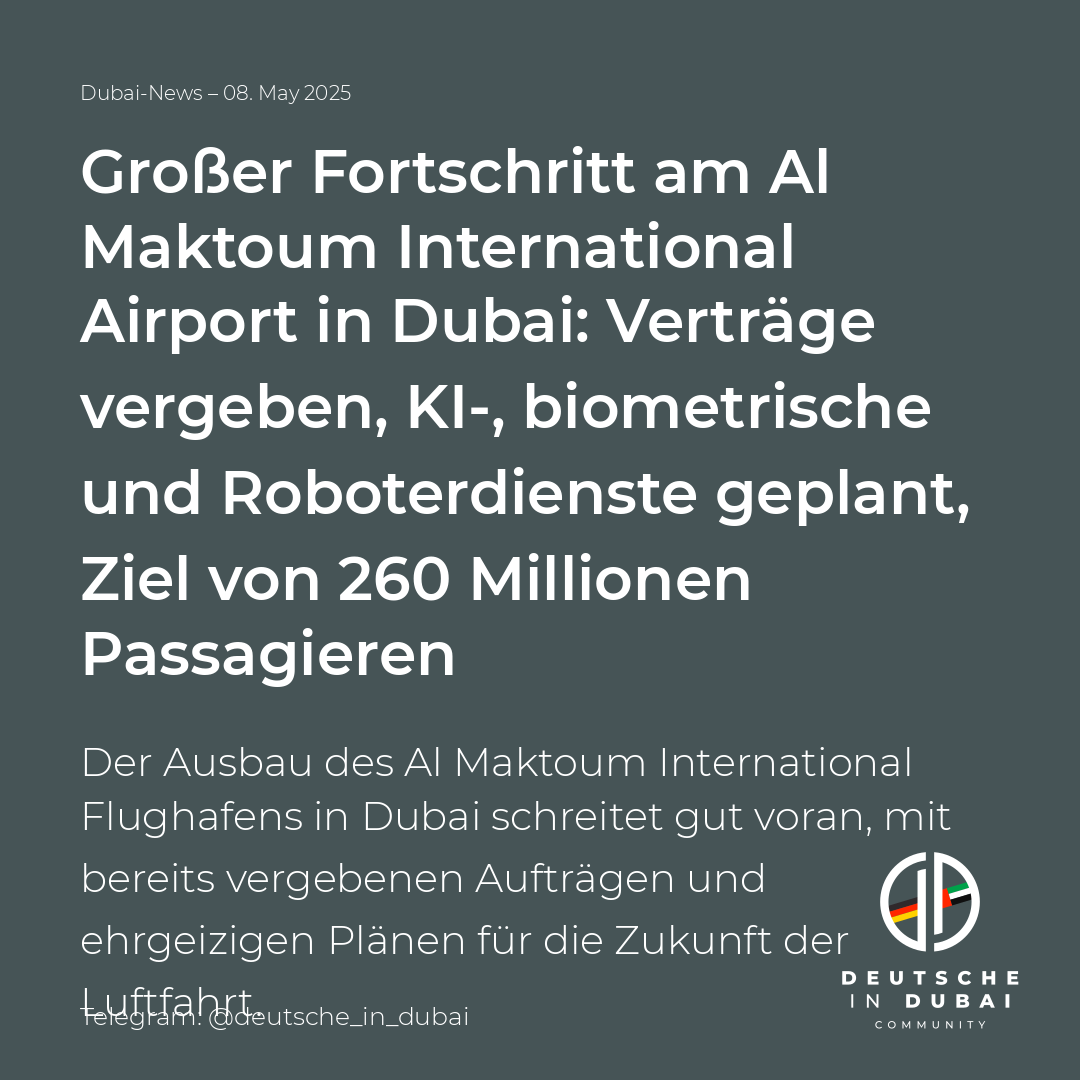 Dubai-News – 08. May 2025
Großer Fortschritt am Al
Maktoum International
Airport in Dubai: Verträge
vergeben, KI-, biometrische
und Roboterdienste geplant,
Ziel von 260 Millionen
Passagieren
Der Ausbau des Al Maktoum International
Flughafens in Dubai schreitet gut voran, mit
bereits vergebenen Aufträgen und
ehrgeizigen Plänen für die Zukunft der
Luftfahrt.
Telegram: @deutsche_in_dubai
DEUTSCHE
IN DUBAI
COMMUNITY